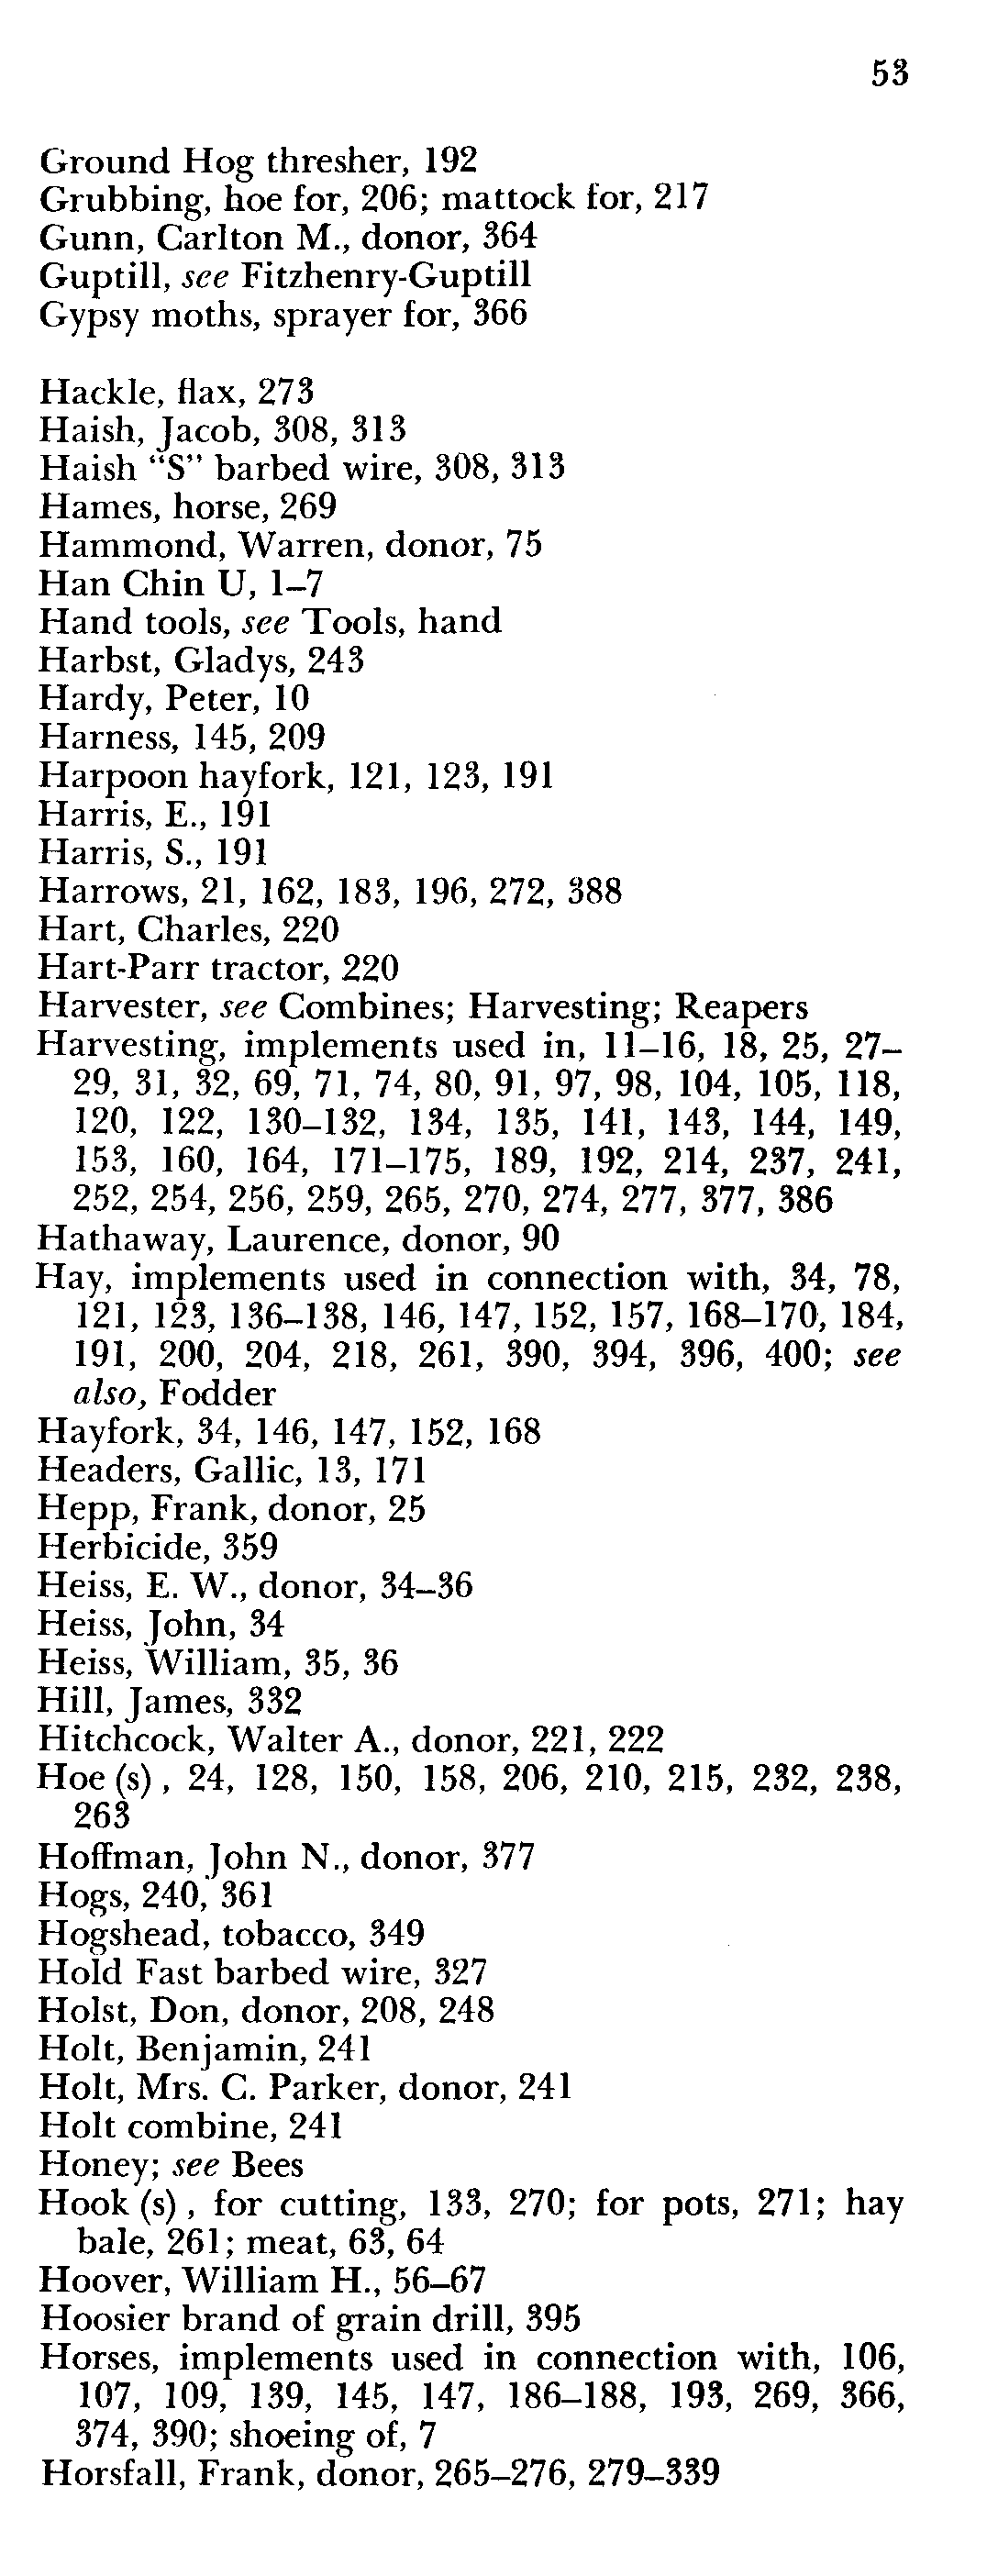 53
Ground Hog thresher, 192
Grubbing, hoe for, 206; mattock for, 217
Gunn, Carlton M., donor, 364
Guptill, see Fitzhenry-Guptill
Gypsy moths, sprayer for, 366
Hackle, flax, 273
Haish, Jacob, 308, 313
Haish “S” barbed wire, 308, 313
Hames, horse, 269
Hammond, Warren, donor, 75
Han Chin U, 1–7
Hand tools, see Tools, hand
Harbst, Gladys, 243
Hardy, Peter, 10
Harness, 145, 209
Harpoon hayfork, 121, 123, 191
Harris, E., 191
Harris, S., 191
Harrows, 21, 162, 183, 196, 272, 388
Hart, Charles, 220
Hart-Parr tractor, 220
Harvester, see Combines; Harvesting; Reapers
Harvesting, implements used in, 11–16, 18, 25, 27–
29, 31, 32, 69, 71, 74, 80, 91, 97, 98, 104, 105, 118,
120, 122, 130–132, 134, 135, 141, 143, 144, 149,
153, 160, 164, 171–175, 189, 192, 214, 237, 241,
252, 254, 256, 259, 265, 270, 274, 277, 377, 386
Hathaway, Laurence, donor, 90
Hay, implements used in connection with, 34, 78,
121, 123, 136–138, 146, 147, 152, 157, 168–170, 184,
191, 200, 204, 218, 261, 390, 394, 396, 400; see
also, Fodder
Hayfork, 34, 146, 147, 152, 168
Headers, Gallic, 13, 171
Hepp, Frank, donor, 25
Herbicide, 359
Heiss, E. W., donor, 34–36
Heiss, John, 34
Heiss, William, 35, 36
Hill, James, 332
Hitchcock, Walter A., donor, 221, 222
Hoe (s), 24, 128, 150, 158, 206, 210, 215, 232, 238,
263
Hoffman, John N., donor, 377
Hogs, 240, 361
Hogshead, tobacco, 349
Hold Fast barbed wire, 327
Holst, Don, donor, 208, 248
Holt, Benjamin, 241
Holt, Mrs. C. Parker, donor, 241
Holt combine, 241
Honey; see Bees
Hook (s), for cutting, 133, 270; for pots, 271; hay
bale, 261; meat, 63, 64
Hoover, William H., 56–67
Hoosier brand of grain drill, 395
Horses, implements used in connection with, 106,
107, 109, 139, 145, 147, 186–188, 193, 269, 366,
374, 390; shoeing of, 7
Horsfall, Frank, donor, 265–276, 279–339